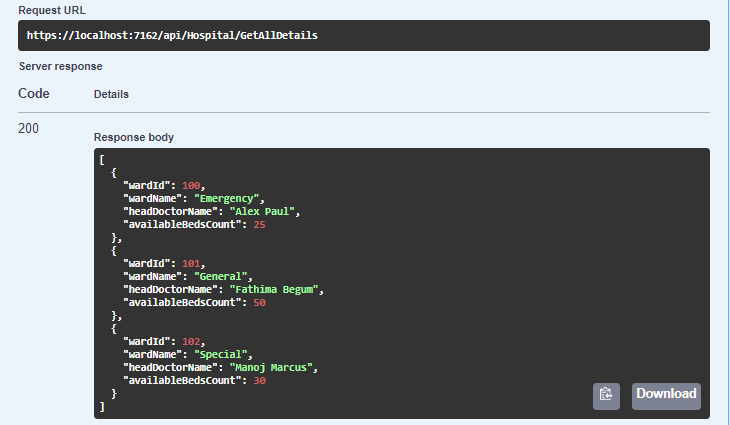 Request URL
https://localhost:7162/api/Hospital/GetAllDetails
Server response
Code Details
200
Response body
[
  {
    "wardId": 100,
    "wardName": "Emergency",
    "headDoctorName": "Alex Paul",
    "availableBedsCount": 25
  },
  {
    "wardId": 101,
    "wardName": "General",
    "headDoctorName": "Fathima Begum",
    "availableBedsCount": 50
  },
  {
    "wardId": 102,
    "wardName": "Special",
    "headDoctorName": "Manoj Marcus",
    "availableBedsCount": 30
  }
]
Download